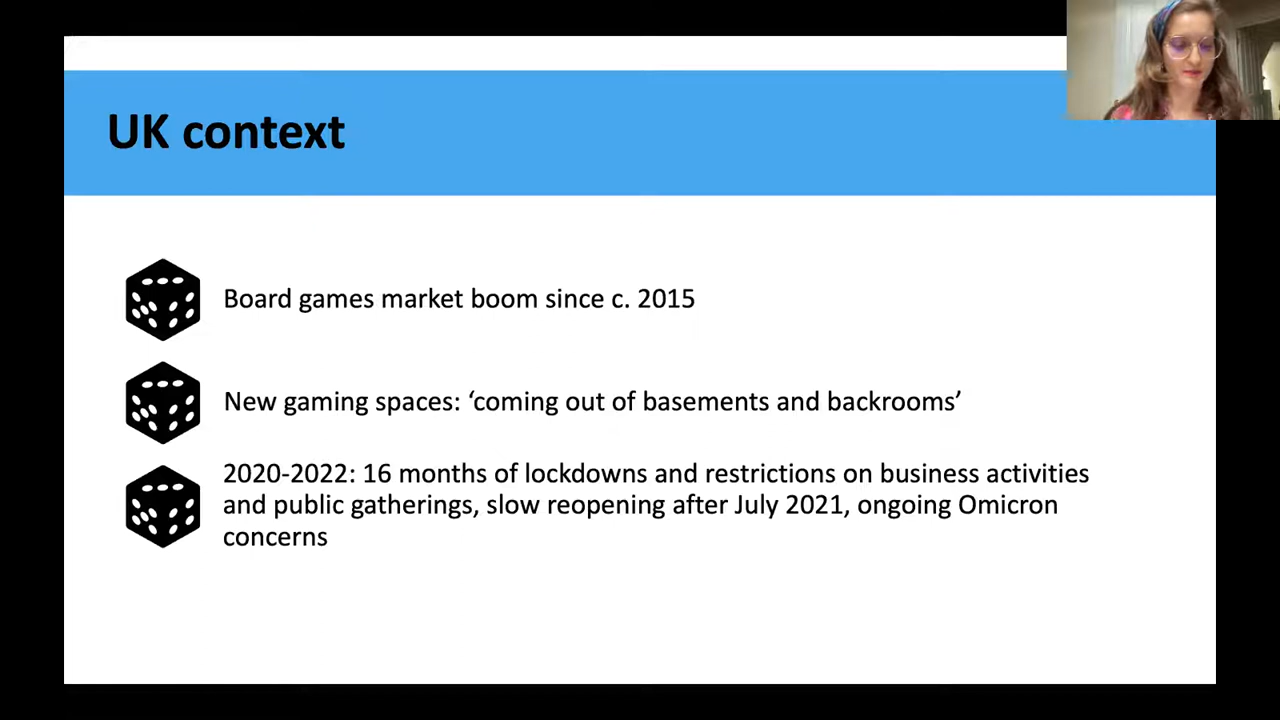 UK context
Board games market boom since c. 2015
New gaming spaces: ‘coming out of basements and backrooms’
2020-2022: 16 months of lockdowns and restrictions on business activities
and public gatherings, slow reopening after July 2021, ongoing Omicron
concerns